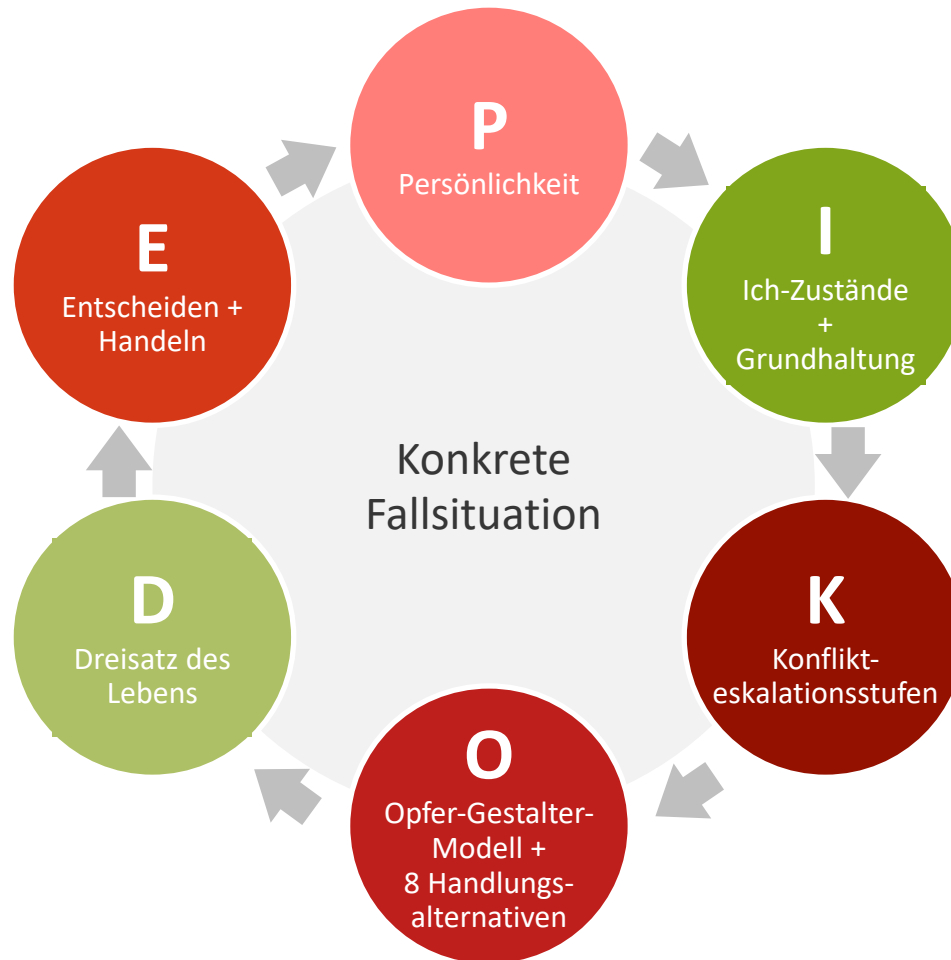 P
Persönlichkeit
I
Ich-Zustände
+
Grundhaltung
K
Konflikt-
eskalationsstufen
O
Opfer-Gestalter-
Modell +
8 Handlungs-
alternativen
D
Dreisatz des
Lebens
E
Entscheiden +
Handeln
Konkrete
Fallsituation